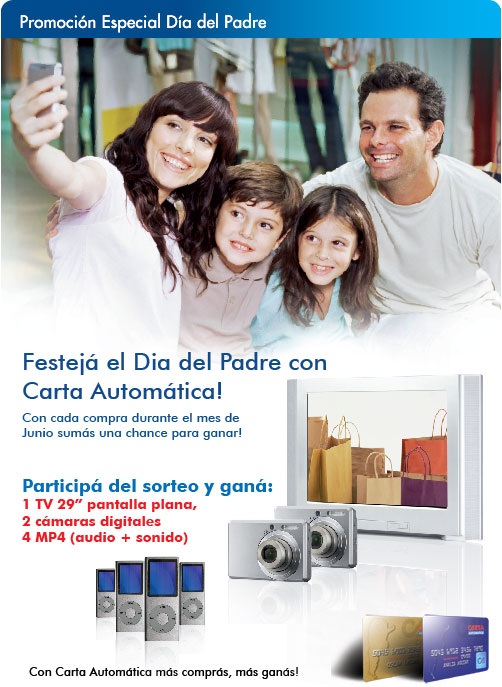 Promoción Especial Día del Padre
Festejá el Dia del Padre con
Carta Automática!
Con cada compra durante el mes de
Junio sumás una chance para ganar!
Participá del sorteo y ganá:
1 TV 29” pantalla plana,
2 cámaras digitales
4 MP4 (audio + sonido)
Con Carta Automática más comprás, más ganás!